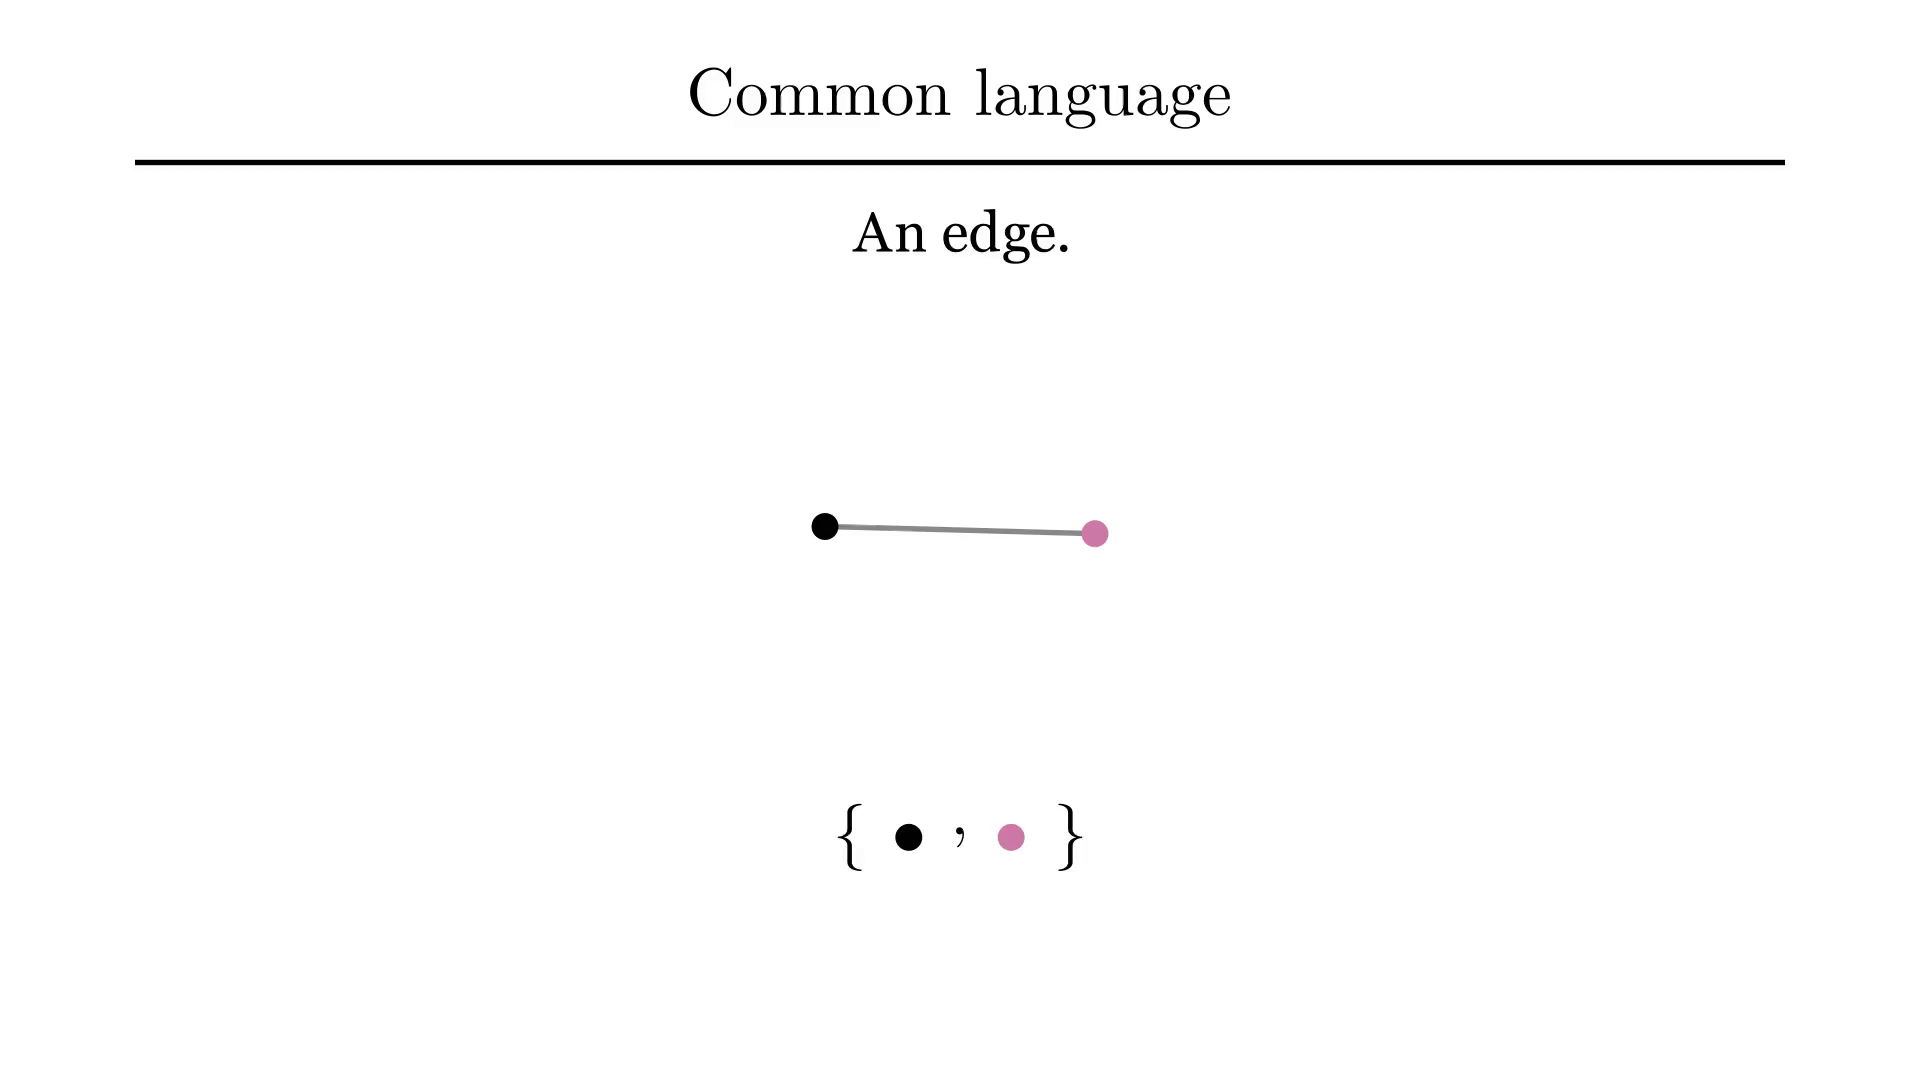 Common language
An edge.
{ ● , ● }